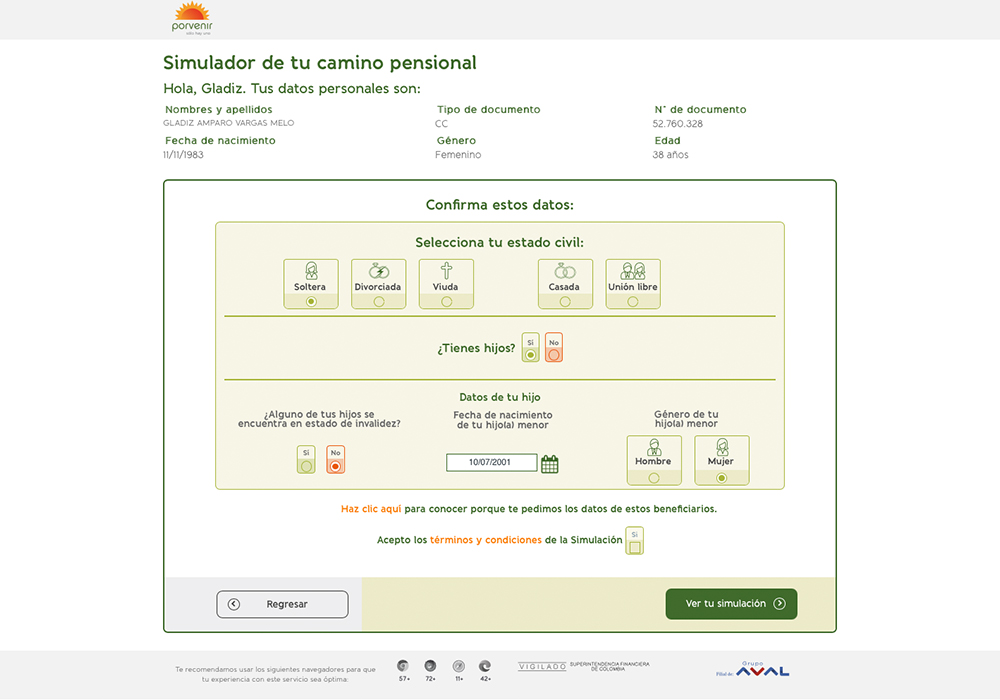 porvenir
Simulador de tu camino pensional
Hola, Gladiz. Tus datos personales son:
Nombres y apellidos
GLADIZ AMPARO VARGAS MELO
Tipo de documento
CC
N° de documento
52.760.328
Fecha de nacimiento
11/11/1983
Género
Femenino
Edad
38 años
Confirma estos datos:
Selecciona tu estado civil:
Soltera
Divorciada
Viuda
Casada
Unión libre
¿Tienes hijos?
Sí
No
Datos de tu hijo
¿Alguno de tus hijos se
encuentra en estado de invalidez?
Sí
No
Fecha de nacimiento
de tu hijo(a) menor
10/07/2001
Género de tu
hijo(a) menor
Hombre
Mujer
Haz clic aquí para conocer porque te pedimos los datos de estos beneficiarios.
Acepto los términos y condiciones de la Simulación
Sí
Regresar
Ver tu simulación
Te recomendamos usar los siguientes navegadores para que
tu experiencia con este servicio sea óptima:
57+
72+
11+
42+
VIGILADO
SUPERINTENDENCIA FINANCIERA
DE COLOMBIA
Filial de:
Grupo
AVAL